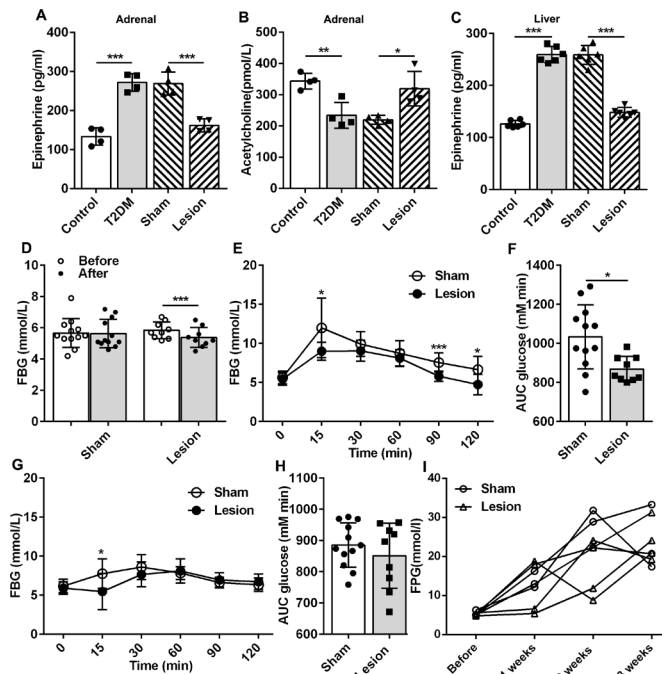 A
Adrenal
Epinephrine (pg/ml)
400
300
200
100
0
***
***
Control
T2DM
Sham
Lesion
B
Adrenal
Acetylcholine(pmol/L)
500
400
300
200
100
0
**
*
Control
T2DM
Sham
Lesion
C
Liver
Epinephrine (pg/ml)
300
200
100
0
***
***
Control
T2DM
Sham
Lesion
D
Before
After
FBG (mmol/L)
10
8
6
4
2
0
***
Sham
Lesion
E
Sham
Lesion
FBG (mmol/L)
20
15
10
5
0
*
***
*
0
15
30
60
90
120
Time (min)
F
AUC glucose (mM min)
1400
1200
1000
800
600
*
Sham
Lesion
G
Sham
Lesion
FBG (mmol/L)
20
15
10
5
0
*
0
15
30
60
90
120
Time (min)
H
AUC glucose (mM min)
1100
1000
900
800
700
600
Sham
Lesion
I
Sham
Lesion
FPG(mmol/l)
40
30
20
10
0
Before
weeks
weeks
weeks